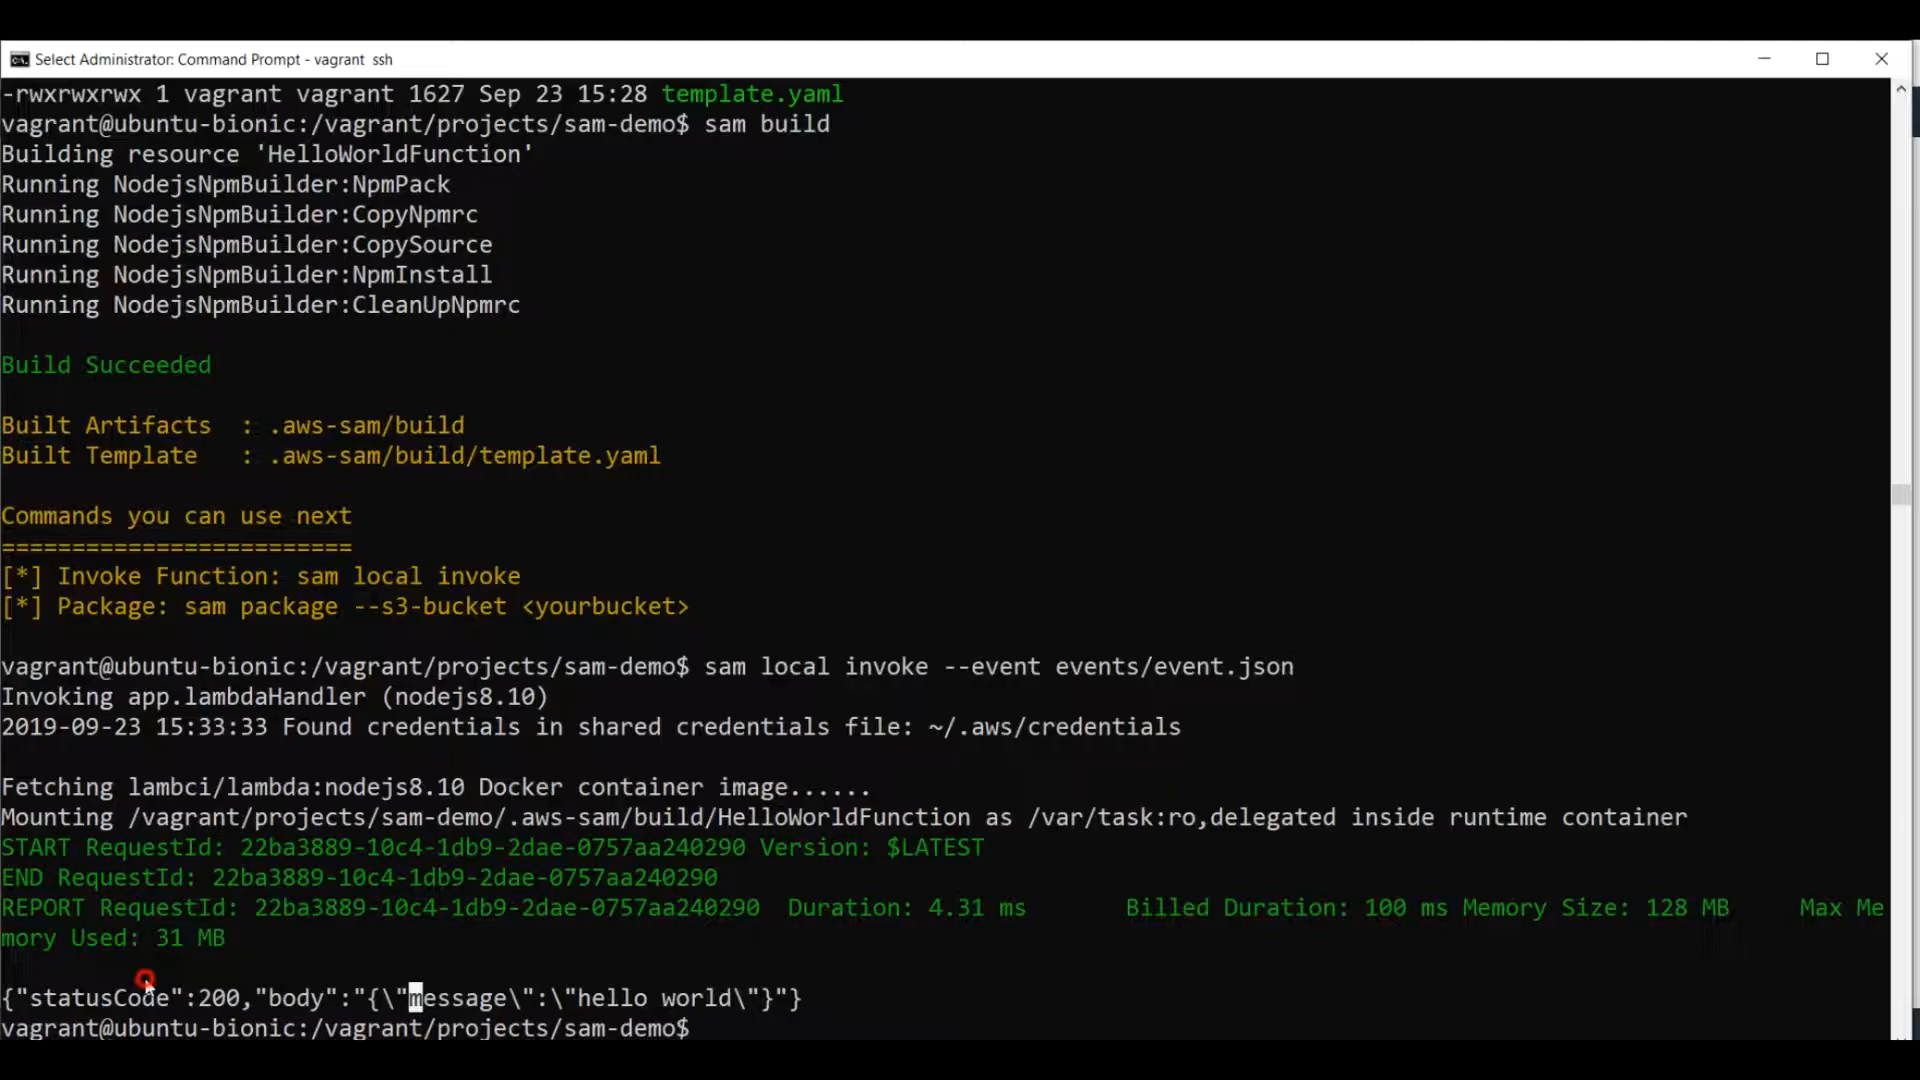 Select Administrator: Command Prompt - vagrant  ssh
-rwxrwxrwx 1 vagrant vagrant 1627 Sep 23 15:28 template.yaml
vagrant@ubuntu-bionic:/vagrant/projects/sam-demo$ sam build
Building resource 'HelloWorldFunction'
Running NodejsNpmBuilder:NpmPack
Running NodejsNpmBuilder:CopyNpmrc
Running NodejsNpmBuilder:CopySource
Running NodejsNpmBuilder:NpmInstall
Running NodejsNpmBuilder:CleanUpNpmrc
Build Succeeded
Built Artifacts  : .aws-sam/build
Built Template   : .aws-sam/build/template.yaml
Commands you can use next
=========================
[*] Invoke Function: sam local invoke
[*] Package: sam package --s3-bucket <yourbucket>
vagrant@ubuntu-bionic:/vagrant/projects/sam-demo$ sam local invoke --event events/event.json
Invoking app.lambdaHandler (nodejs8.10)
2019-09-23 15:33:33 Found credentials in shared credentials file: ~/.aws/credentials
Fetching lambci/lambda:nodejs8.10 Docker container image......
Mounting /vagrant/projects/sam-demo/.aws-sam/build/HelloWorldFunction as /var/task:ro,delegated inside runtime container
START RequestId: 22ba3889-10c4-1db9-2dae-0757aa240290 Version: $LATEST
END RequestId: 22ba3889-10c4-1db9-2dae-0757aa240290
REPORT RequestId: 22ba3889-10c4-1db9-2dae-0757aa240290  Duration: 4.31 ms       Billed Duration: 100 ms Memory Size: 128 MB     Max Me
mory Used: 31 MB
{"statusCode":200,"body":"{\"message\":\"hello world\"}"}
vagrant@ubuntu-bionic:/vagrant/projects/sam-demo$